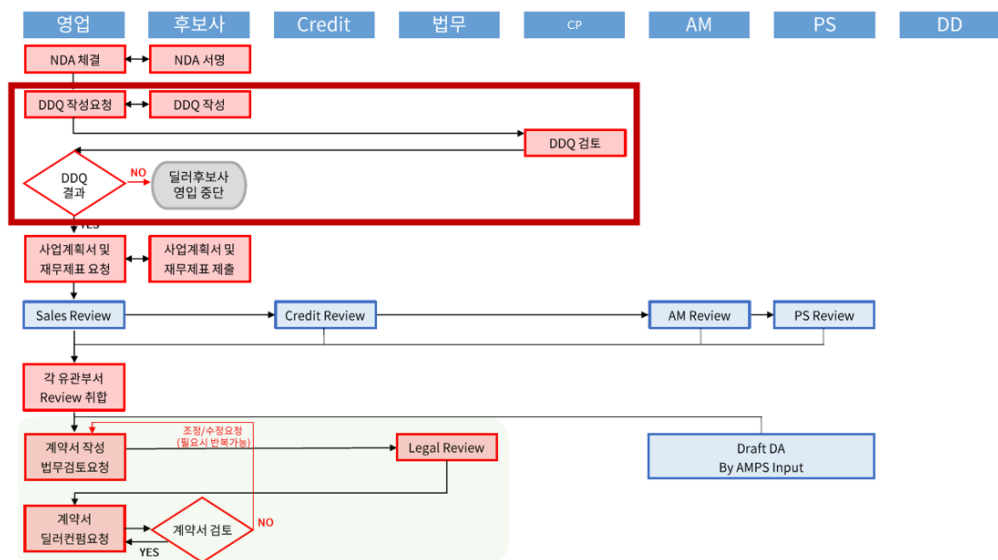 영업 후보사 Credit 법무 CP AM PS DD
NDA 체결 NDA 서명
DDQ 작성요청 DDQ 작성
DDQ 검토
DDQ
결과
NO
딜러후보사
영입 중단
YES
사업계획서 및
재무제표 요청
사업계획서 및
재무제표 제출
Sales Review Credit Review AM Review PS Review
각 유관부서
Review 취합
조정/수정요청
(필요시 반복가능)
계약서 작성
법무검토요청
Legal Review
Draft DA
By AMPS Input
계약서
딜러컨펌요청
계약서 검토
NO
YES